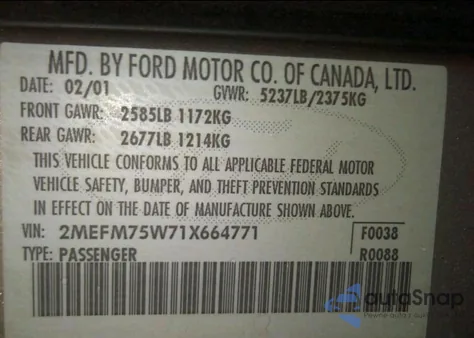 MFD. BY FORD MOTOR CO. OF CANADA, LTD.
DATE: 02/01 GVWR: 5237LB/2375KG
FRONT GAWR: 2585LB 1172KG
REAR GAWR: 2677LB 1214KG
THIS VEHICLE CONFORMS TO ALL APPLICABLE FEDERAL MOTOR
VEHICLE SAFETY, BUMPER, AND THEFT PREVENTION STANDARDS
IN EFFECT ON THE DATE OF MANUFACTURE SHOWN ABOVE.
VIN: 2MEFM75W71X664771 F0038
TYPE: PASSENGER R0088
autoSnap